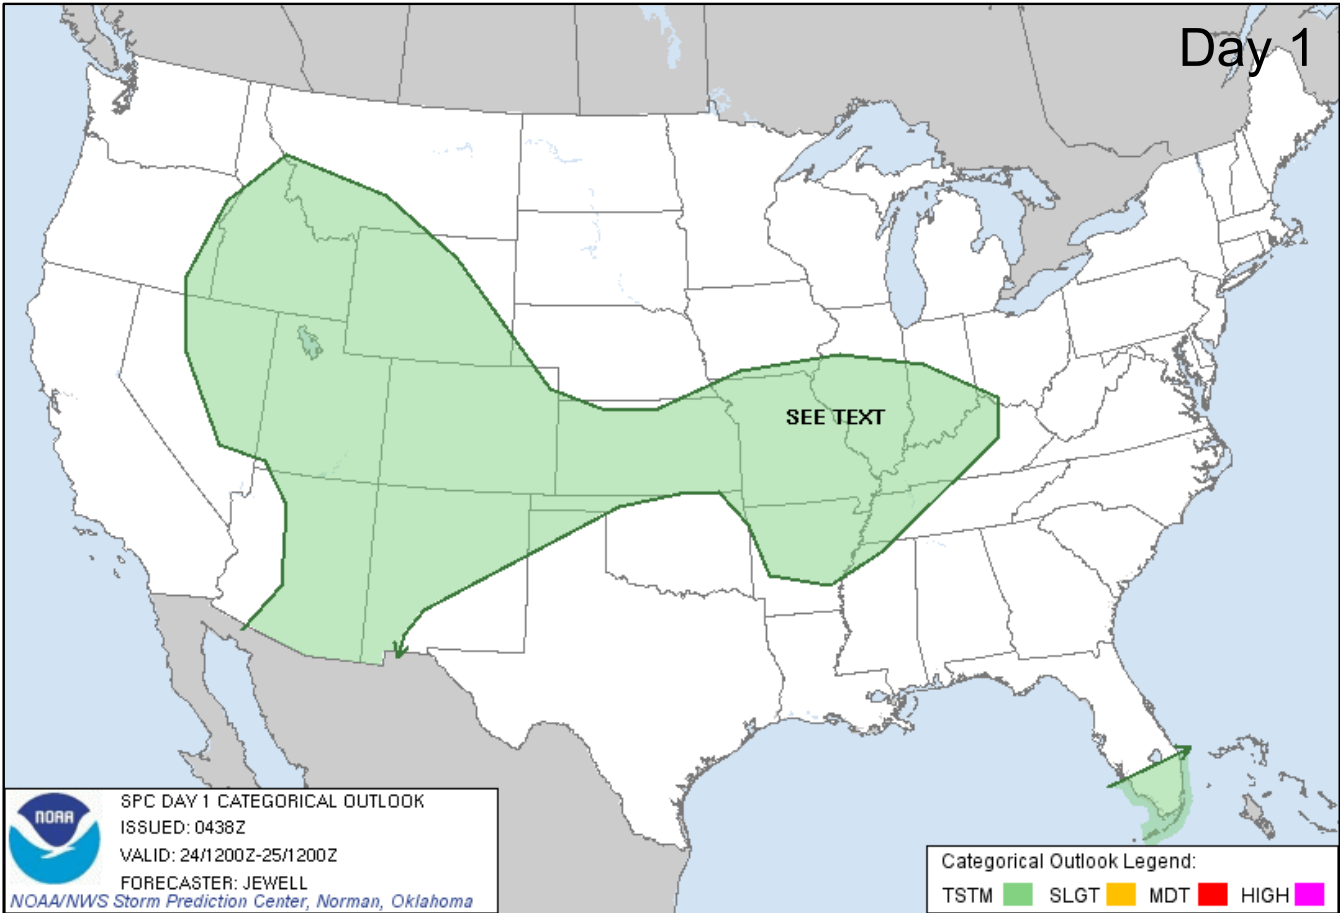 Day 1
SEE TEXT
SPC DAY 1 CATEGORICAL OUTLOOK
ISSUED: 0438Z
VALID: 24/1200Z-25/1200Z
FORECASTER: JEWELL
NOAA/NWS Storm Prediction Center, Norman, Oklahoma
NOAA
Categorical Outlook Legend:
TSTM SLGT MDT HIGH